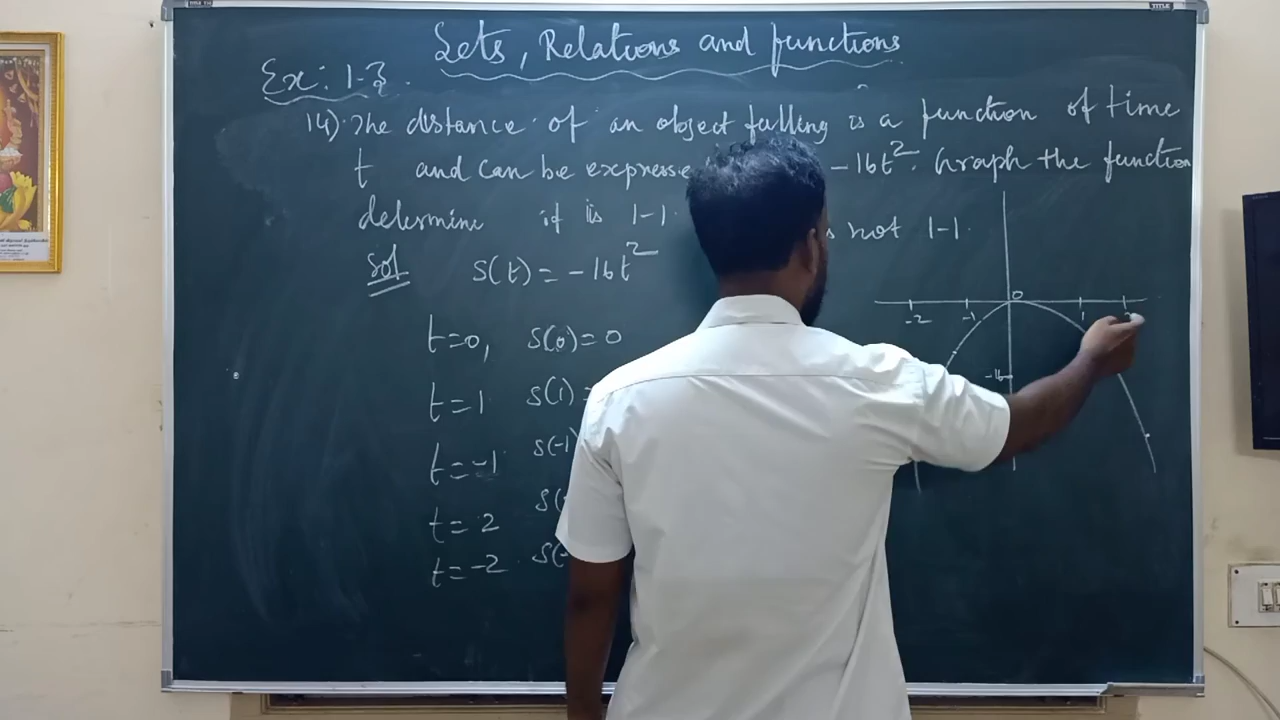 Sets, Relations and functions
Ex: 1-3.
14). The distance of an object falling is a function of time
t and can be expresse -16t². Graph the function
determine if is 1-1. not 1-1.
Sol S(t) = -16t²
t=0, S(0)=0
t=1 S(1)=
t=-1 S(-1)
t=2 S(
t=-2 S(-
-2 -1 0 1
-16